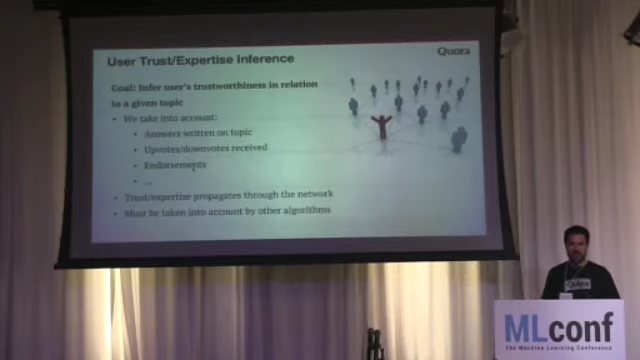 User Trust/Expertise Inference
Quora
Goal: Infer user's trustworthiness in relation
to a given topic
• We take into account:
• Answers written on topic
• Upvotes/downvotes received
• Endorsements
• ...
• Trust/expertise propagates through the network
• Must be taken into account by other algorithms
Quora
MLconf
The Machine Learning Conference